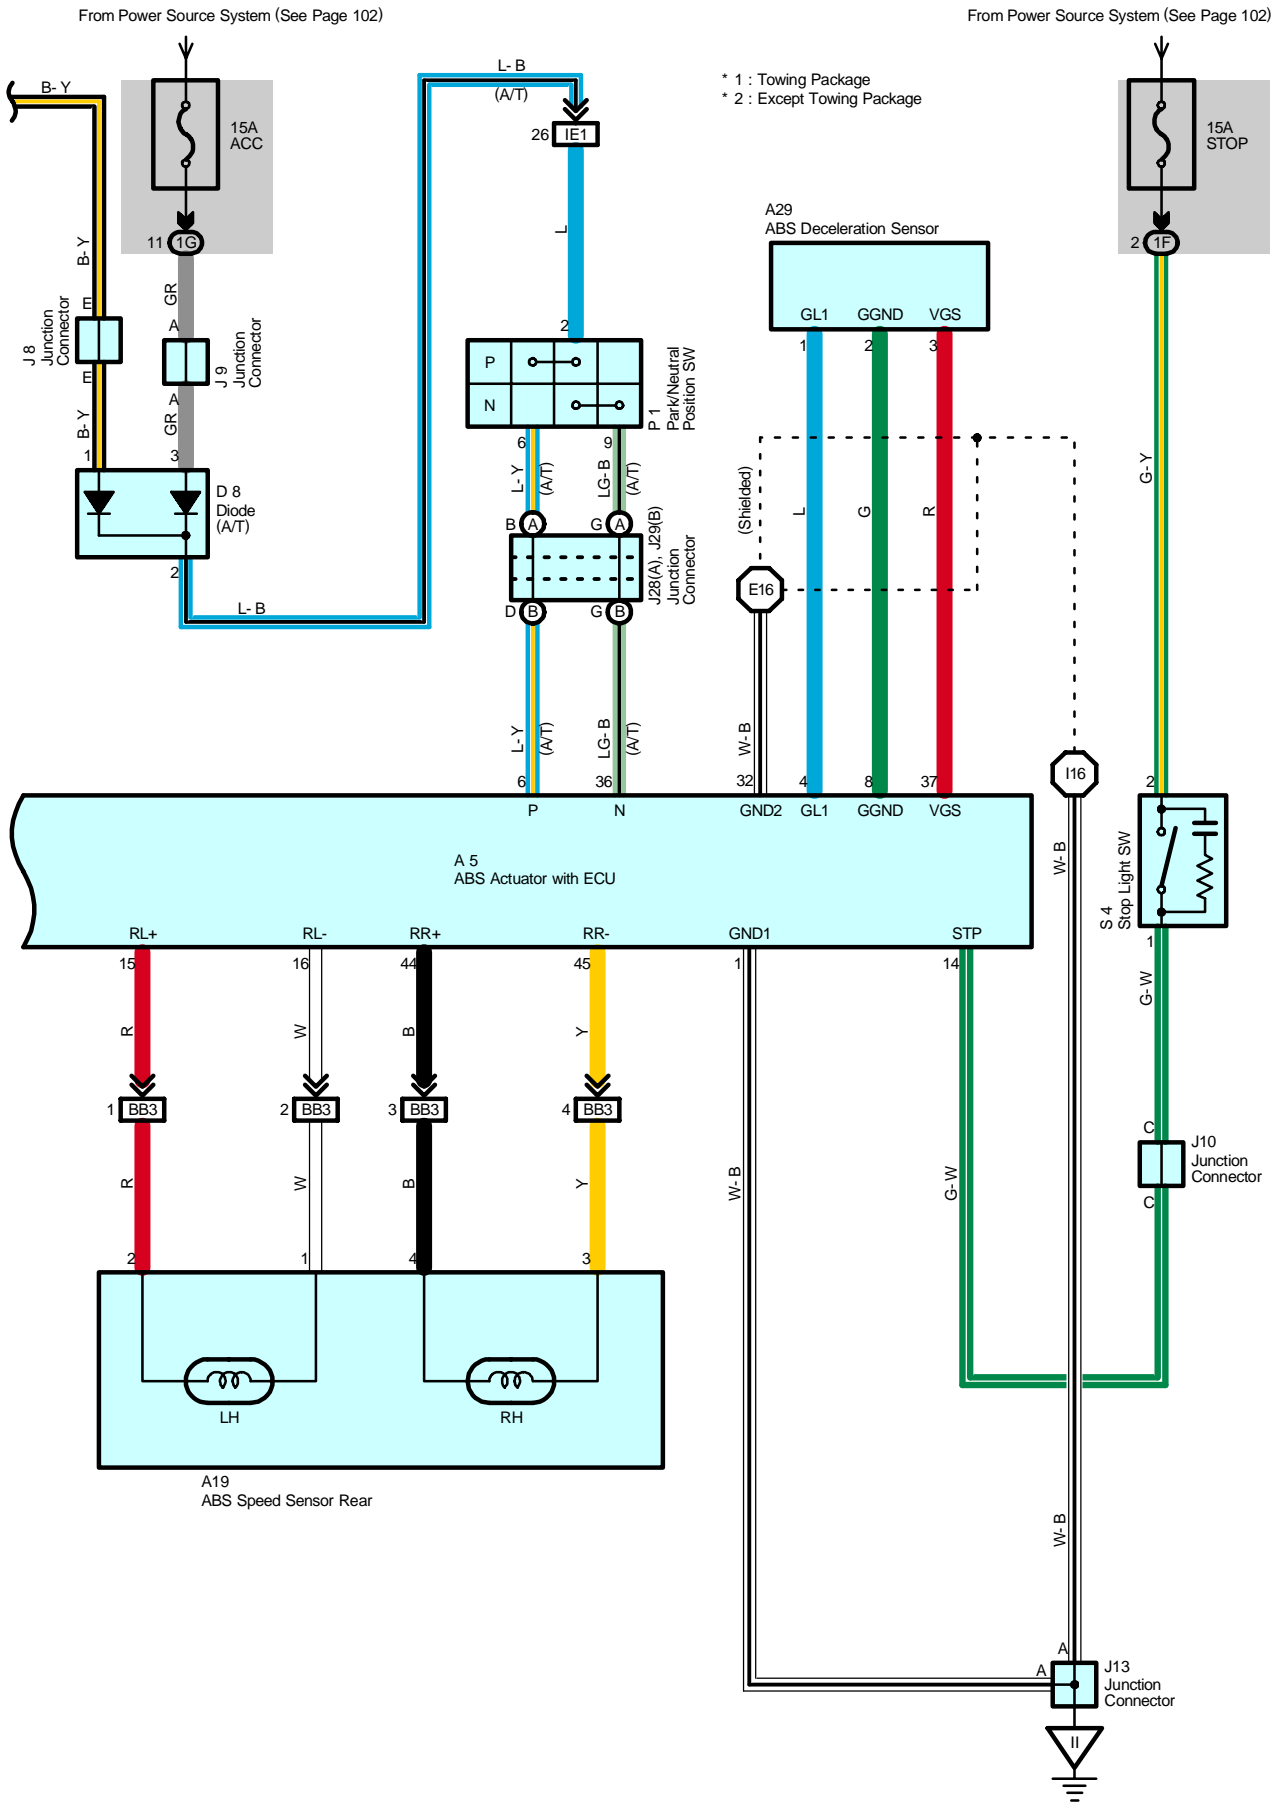 From Power Source System (See Page 102)
From Power Source System (See Page 102)
B- Y
L- B
(A/T)
* 1 : Towing Package
* 2 : Except Towing Package
15A
ACC
26 IE1
15A
STOP
11 1G
2 1F
A29
ABS Deceleration Sensor
GL1 GGND VGS
1 2 3
B- Y
GR
L
E
A
J 8
Junction
Connector
J 9
Junction
Connector
E
A
B- Y
GR
1 3
2
P
N
P 1
Park/Neutral
Position SW
6 9
L- Y
(A/T)
LG- B
(A/T)
D 8
Diode
(A/T)
2
L- B
B A G A
J28(A), J29(B)
Junction
Connector
D B G B
(Shielded)
L
G
R
G- Y
E16
L- Y
(A/T)
LG- B
(A/T)
W- B
I16
6 36 32 4 8 37
P N GND2 GL1 GGND VGS
2
A 5
ABS Actuator with ECU
W- B
S 4
Stop Light SW
RL+ RL- RR+ RR- GND1 STP
15 16 44 45 1 14
1
R
W
B
Y
G- W
1 BB3 2 BB3 3 BB3 4 BB3
C
J10
Junction
Connector
C
R
W
B
Y
W- B
G- W
2 1 4 3
LH RH
A19
ABS Speed Sensor Rear
W- B
A
A
J13
Junction
Connector
II